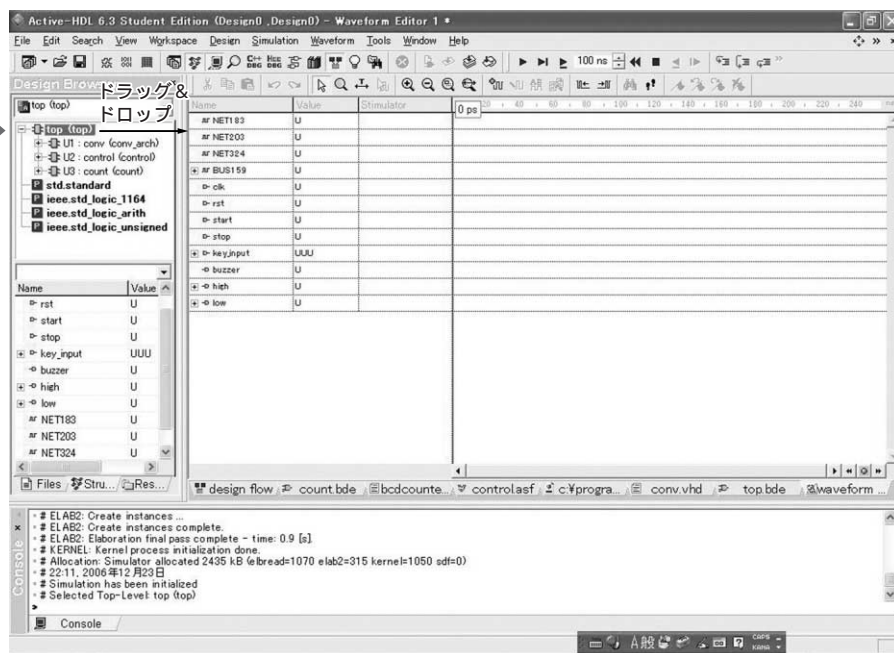 Active-HDL 6.3 Student Edition (Design0 ,Design0) - Waveform Editor 1 *
File Edit Search View Workspace Design Simulation Waveform Tools Window Help
100 ns
Design Brow
ドラッグ&
ドロップ
top (top)
top (top)
U1 : conv (conv_arch)
U2 : control (control)
U3 : count (count)
std.standard
ieee.std_logic_1164
ieee.std_logic_arith
ieee.std_logic_unsigned
Name Value
rst U
start U
stop U
key_input UUU
buzzer U
high U
low U
NET183 U
NET203 U
NET324 U
Files Stru... Res...
Name Value Stimulator
0 ps 20 40 60 80 100 120 140 160 180 200 220 240
NET183 U
NET203 U
NET324 U
BUS159 U
clk U
rst U
start U
stop U
key_input UUU
buzzer U
high U
low U
design flow count.bde bcdcounte... control.asf c:¥progra... conv.vhd top.bde waveform ...
# ELAB2: Create instances ...
# ELAB2: Create instances complete.
# ELAB2: Elaboration final pass complete - time: 0.9 [s].
# KERNEL: Kernel process initialization done.
# Allocation: Simulator allocated 2435 kB (elbread=1070 elab2=315 kernel=1050 sdf=0)
# 22:11, 2006年12月23日
# Simulation has been initialized
# Selected Top-Level: top (top)
>
Console
Console
A 般
CAPS
KANA